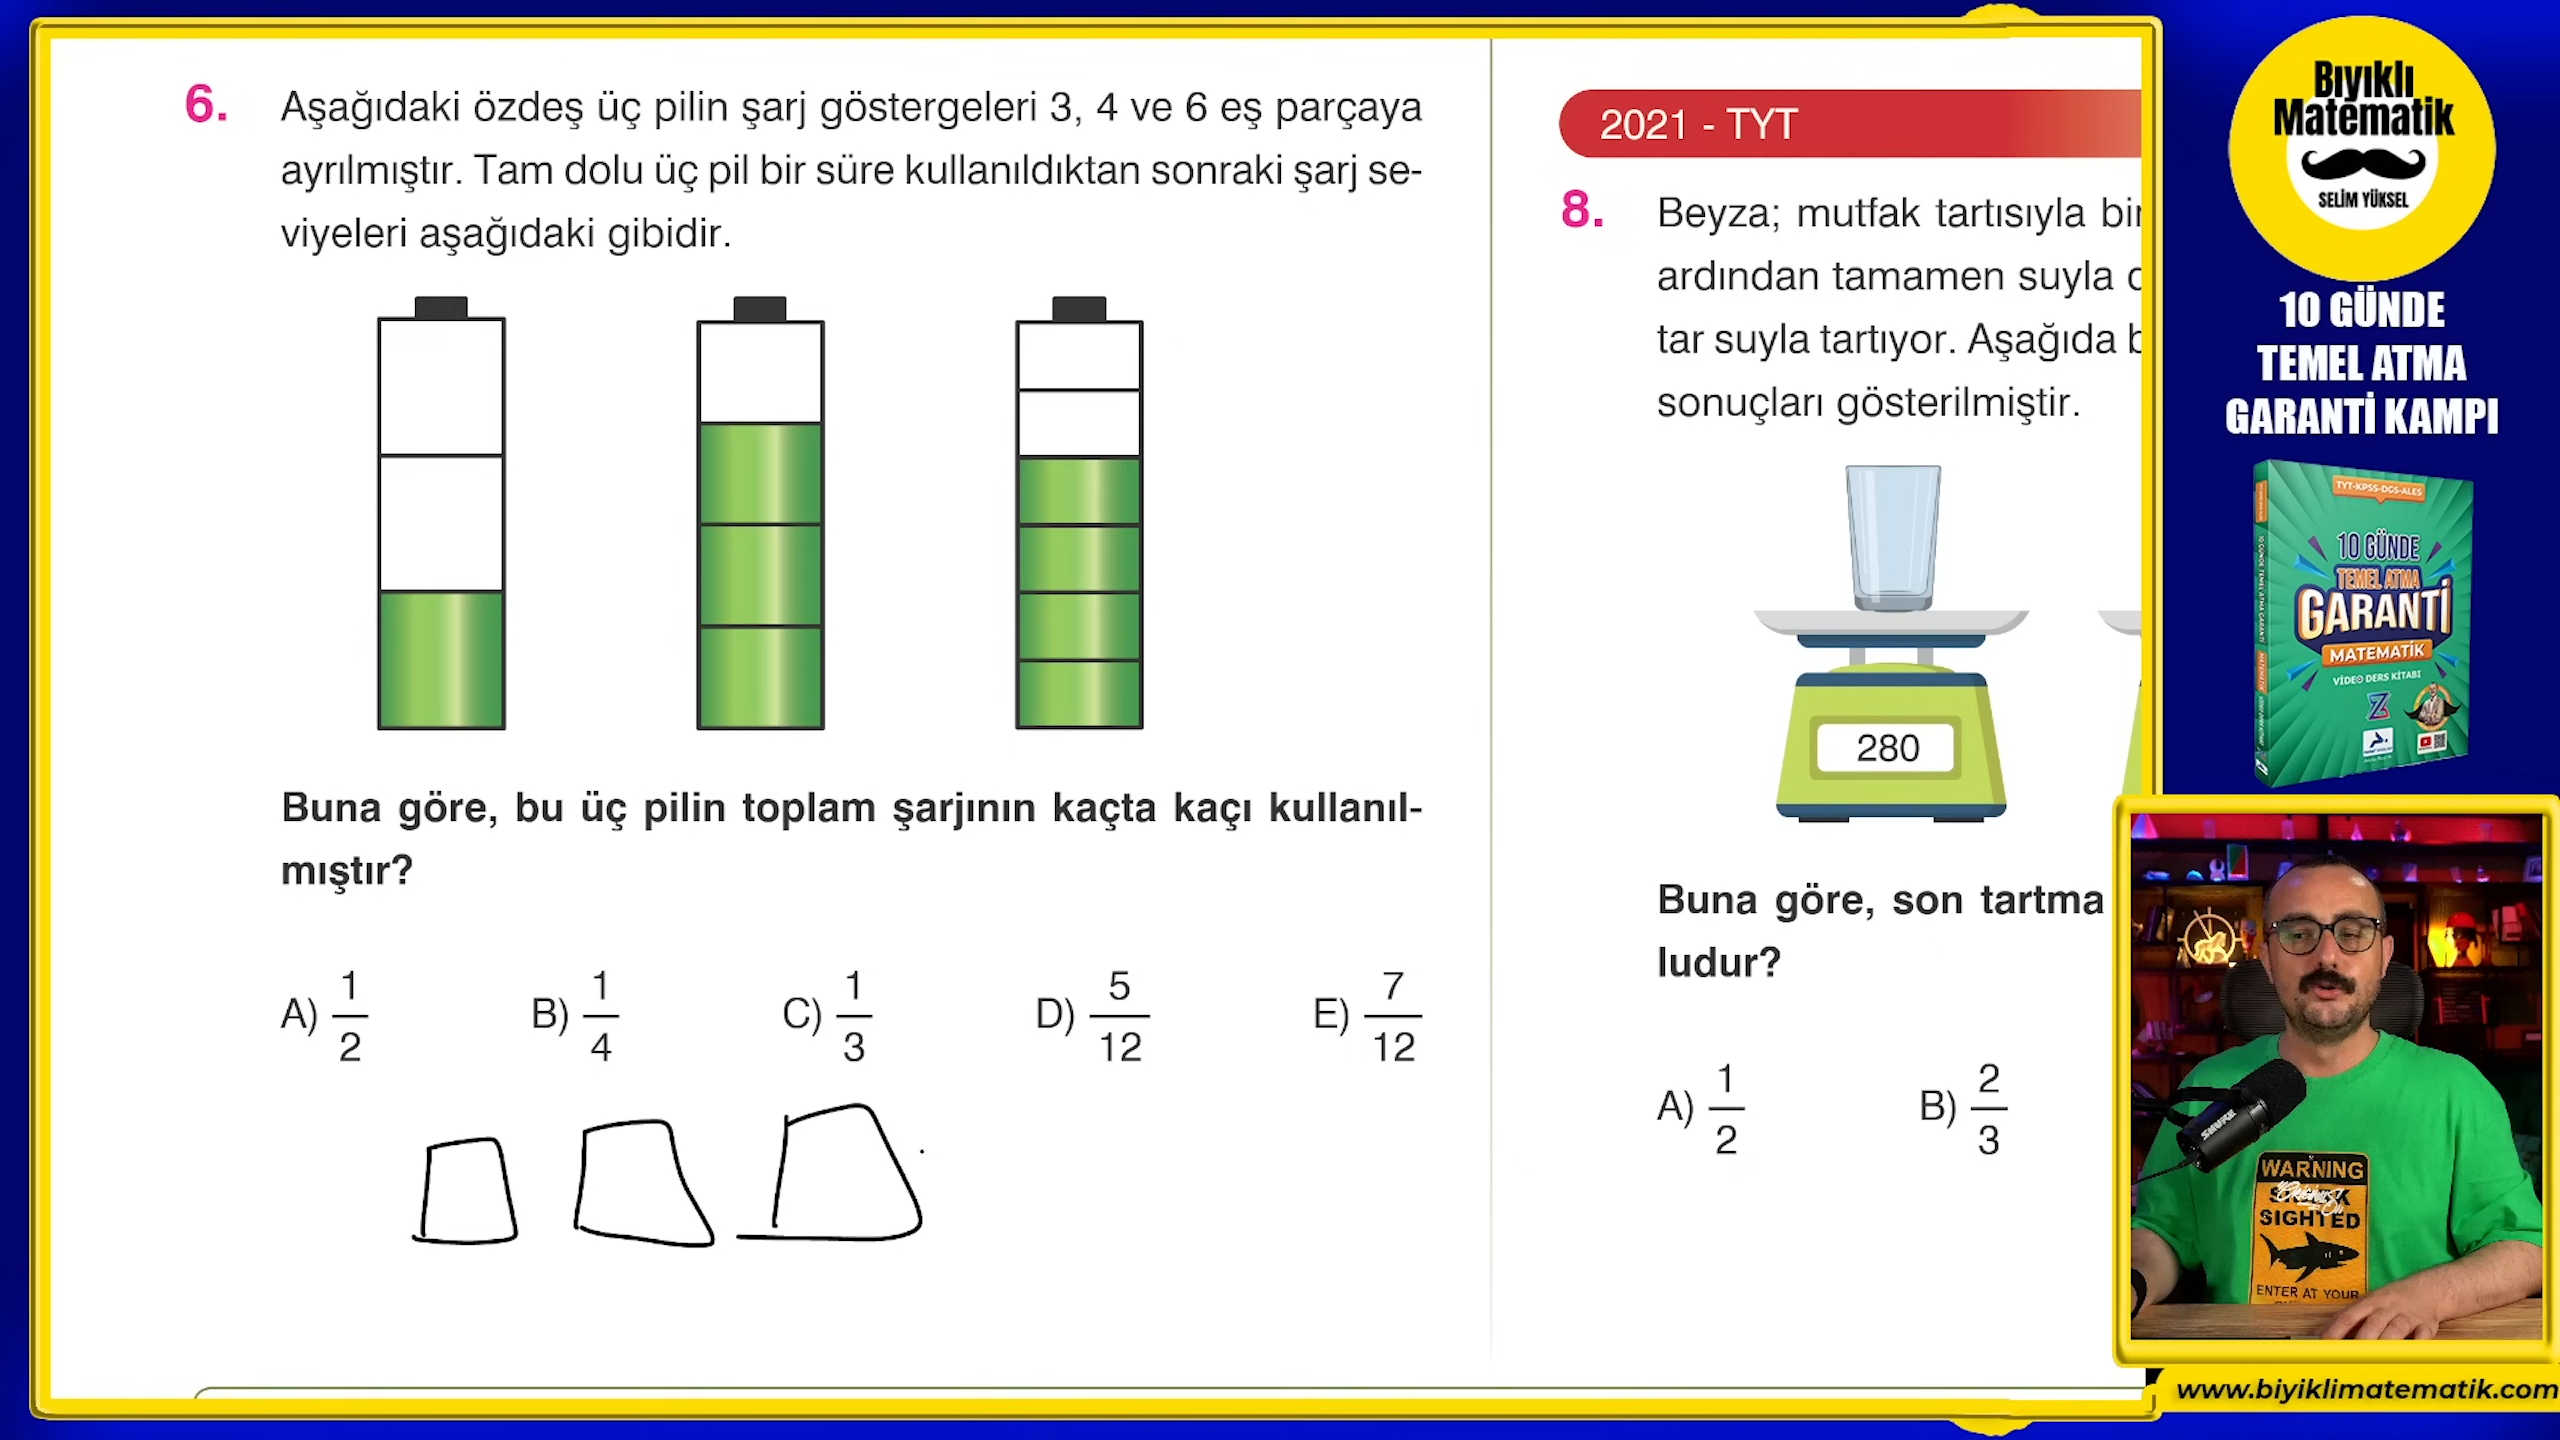 6. Aşağıdaki özdeş üç pilin şarj göstergeleri 3, 4 ve 6 eş parçaya
ayrılmıştır. Tam dolu üç pil bir süre kullanıldıktan sonraki şarj se-
viyeleri aşağıdaki gibidir.
Buna göre, bu üç pilin toplam şarjının kaçta kaçı kullanıl-
mıştır?
A) 1/2 B) 1/4 C) 1/3 D) 5/12 E) 7/12
2021 - TYT
8. Beyza; mutfak tartısıyla bir
ardından tamamen suyla
tar suyla tartıyor. Aşağıda
sonuçları gösterilmiştir.
280
Buna göre, son tartma
ludur?
A) 1/2 B) 2/3
Bıyıklı
Matematik
SELİM YÜKSEL
10 GÜNDE
TEMEL ATMA
GARANTİ KAMPI
TYT-KPSS-DGS-ALES
10 GÜNDE
TEMEL ATMA
GARANTİ
MATEMATİK
VİDEO DERS KİTABI
SHURE
WARNING
SIGHTED
ENTER AT YOUR
www.biyiklimatematik.com